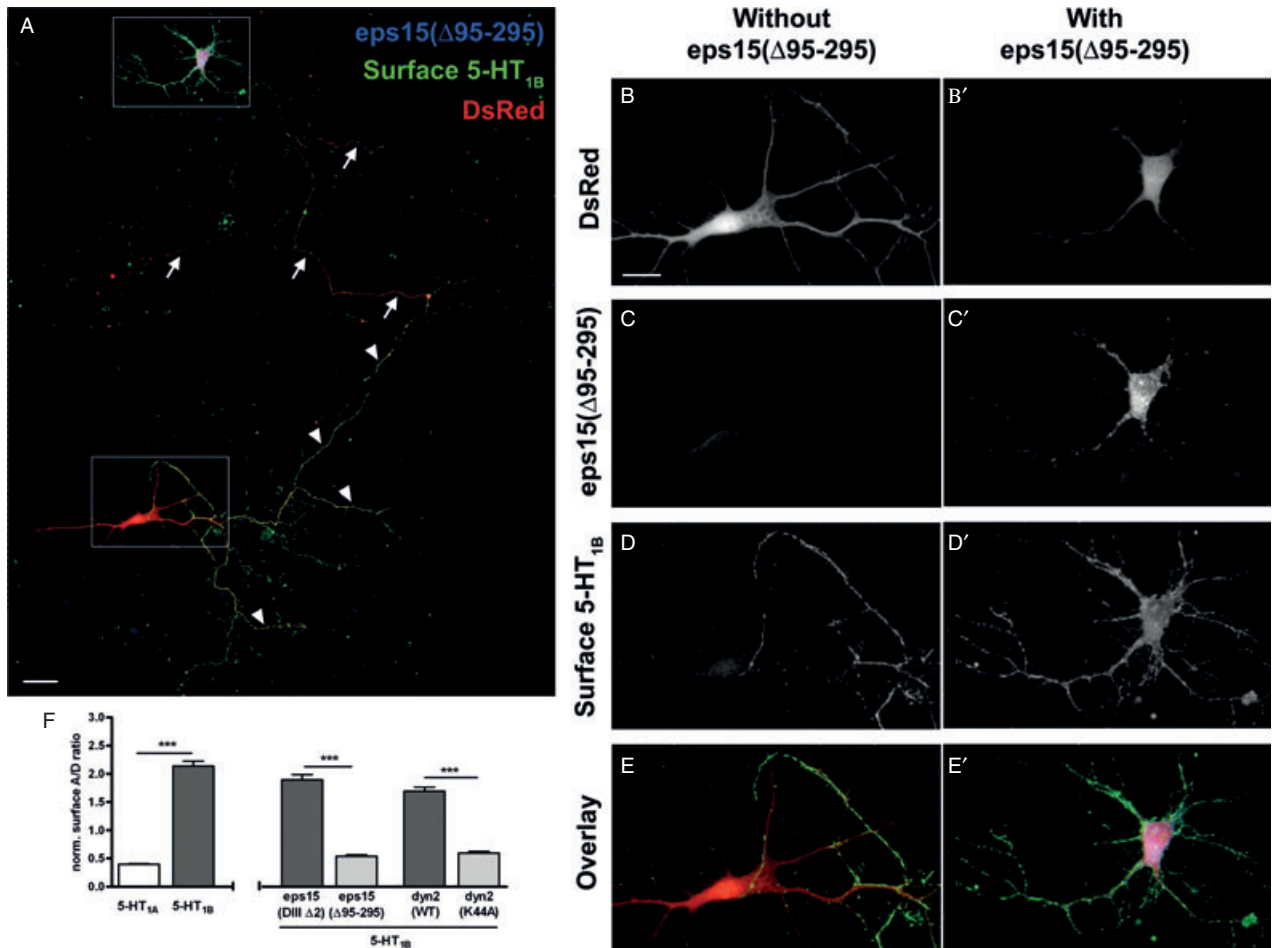 A
eps15(Δ95-295)
Surface 5-HT1B
DsRed
Without
eps15(Δ95-295)
With
eps15(Δ95-295)
DsRed
B
B′
eps15(Δ95-295)
C
C′
Surface 5-HT1B
D
D′
Overlay
E
E′
F
norm. surface A/D ratio
3.0
2.5
2.0
1.5
1.0
0.5
0.0
***
***
***
5-HT1A
5-HT1B
eps15
(DIII Δ2)
eps15
(Δ95-295)
dyn2
(WT)
dyn2
(K44A)
5-HT1B